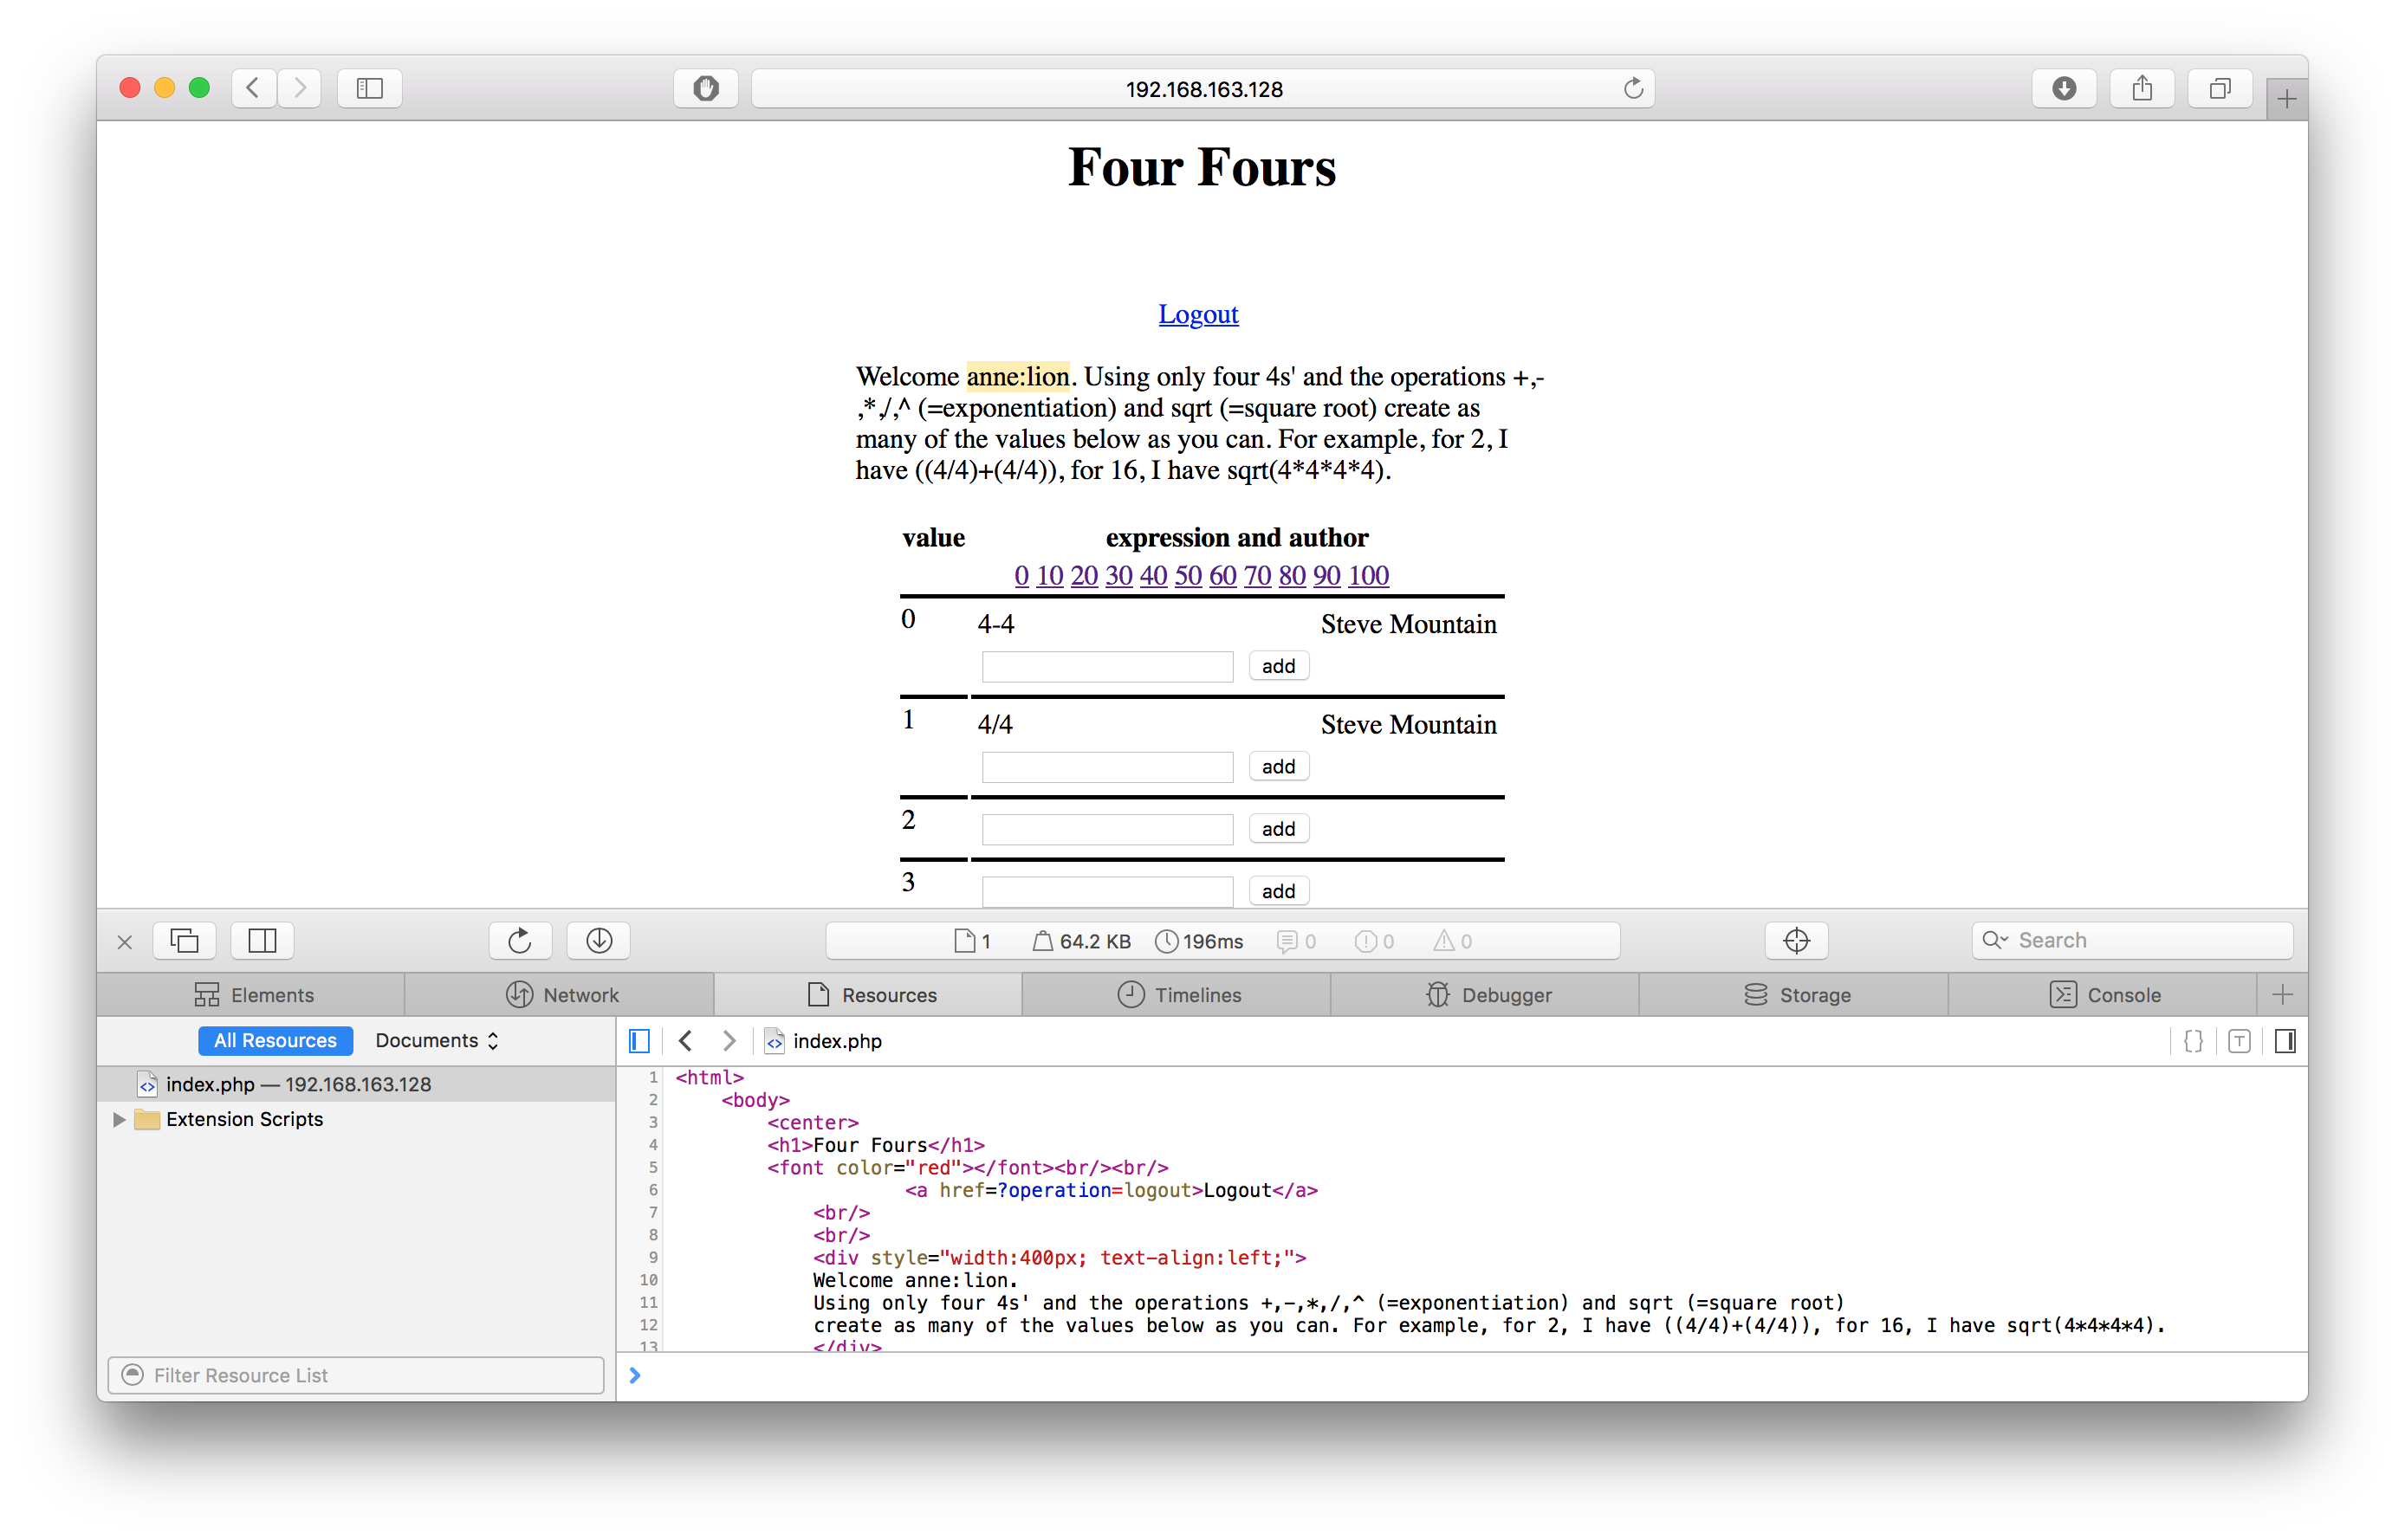 192.168.163.128
Four Fours
Logout
Welcome anne:lion. Using only four 4s' and the operations +,-
,*,/,^ (=exponentiation) and sqrt (=square root) create as
many of the values below as you can. For example, for 2, I
have ((4/4)+(4/4)), for 16, I have sqrt(4*4*4*4).
value expression and author
0 10 20 30 40 50 60 70 80 90 100
0 4-4 Steve Mountain
add
1 4/4 Steve Mountain
add
2 add
3 add
1 64.2 KB 196ms 0 0 0 Search
Elements Network Resources Timelines Debugger Storage Console
All Resources Documents index.php
index.php — 192.168.163.128
Extension Scripts
Filter Resource List
1 <html>
2 <body>
3 <center>
4 <h1>Four Fours</h1>
5 <font color="red"></font><br/><br/>
6 <a href=?operation=logout>Logout</a>
7 <br/>
8 <br/>
9 <div style="width:400px; text-align:left;">
10 Welcome anne:lion.
11 Using only four 4s' and the operations +,-,*,/,^ (=exponentiation) and sqrt (=square root)
12 create as many of the values below as you can. For example, for 2, I have ((4/4)+(4/4)), for 16, I have sqrt(4*4*4*4).
13 </div>